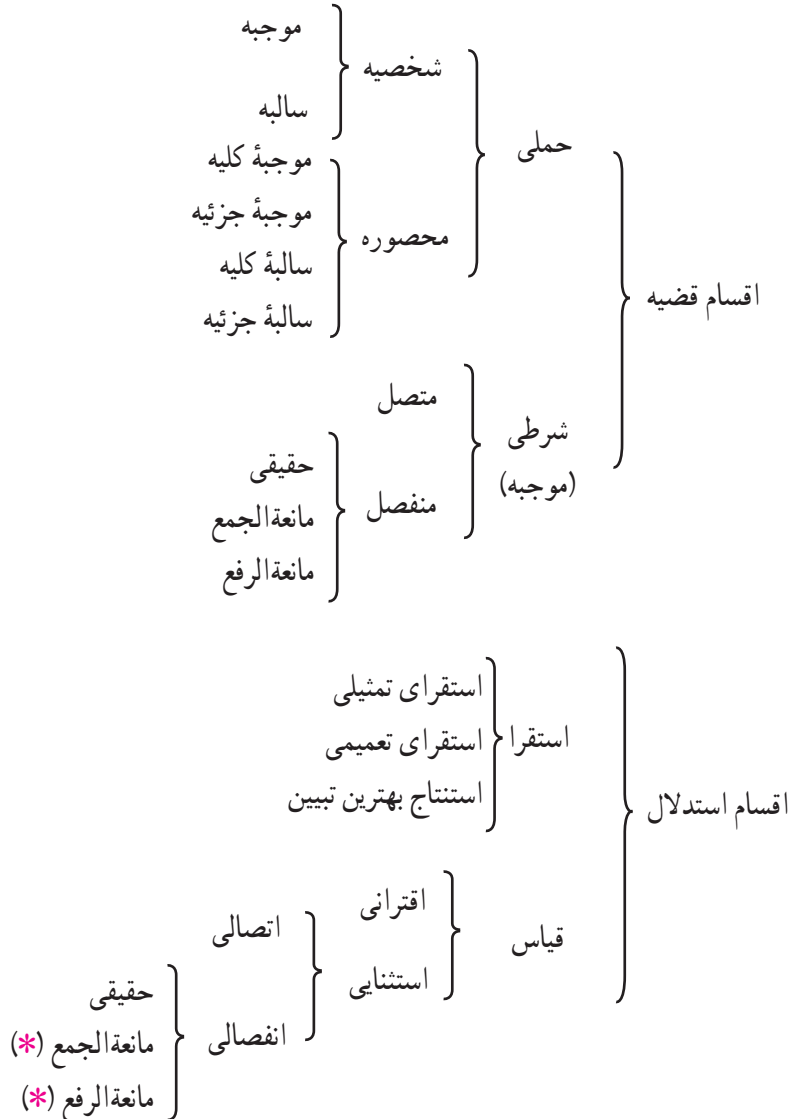 موجبه
شخصیه
سالبه
حملی
موجبهٔ کلیه
موجبهٔ جزئیه
محصوره
سالبهٔ کلیه
سالبهٔ جزئیه
اقسام قضیه
متصل
شرطی
(موجبه)
حقیقی
منفصل
مانعةالجمع
مانعةالرفع
استقرای تمثیلی
استقرا
استقرای تعمیمی
استنتاج بهترین تبیین
اقسام استدلال
اقترانی
قیاس
اتصالی
استثنایی
حقیقی
انفصالی
مانعةالجمع (*)
مانعةالرفع (*)